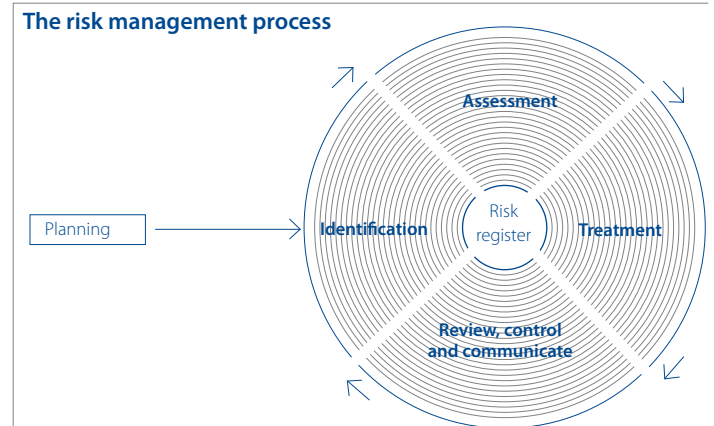 The risk management process
Assessment
Planning
Identification
Risk
register
Treatment
Review, control
and communicate